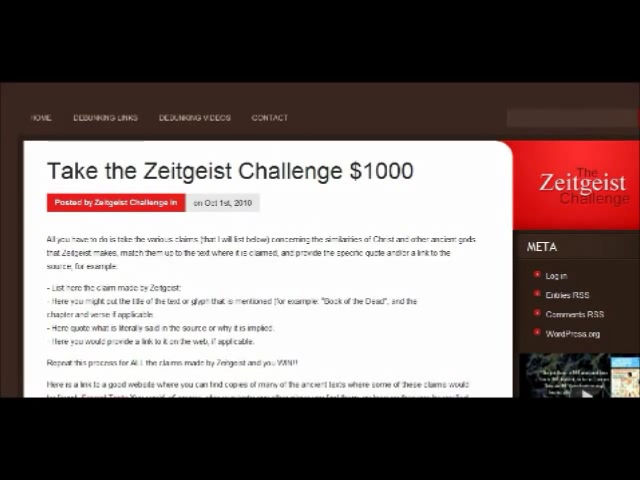 HOME DEBUNKING LINKS DEBUNKING VIDEOS CONTACT
Take the Zeitgeist Challenge $1000
Posted by Zeitgeist Challenge in on Oct 1st, 2010
All you have to do is take the various claims (that I will list below) concerning the similarities of Christ and other ancient gods
that Zeitgeist makes, match them up to the text where it is claimed, and provide the specific quote and/or a link to the
source, for example:
- List here the claim made by Zeitgeist:
- Here you might put the title of the text or glyph that is mentioned (for example: "Book of the Dead", and the
chapter and verse if applicable.
- Here quote what is literally said in the source or why it is implied.
- Here you would provide a link to it on the web, if applicable.
Repeat this process for ALL the claims made by Zeitgeist and you WIN!!!
Here is a link to a good website where you can find copies of many of the ancient texts where some of these claims would
The
Zeitgeist
Challenge
META
Log in
Entries RSS
Comments RSS
WordPress.org